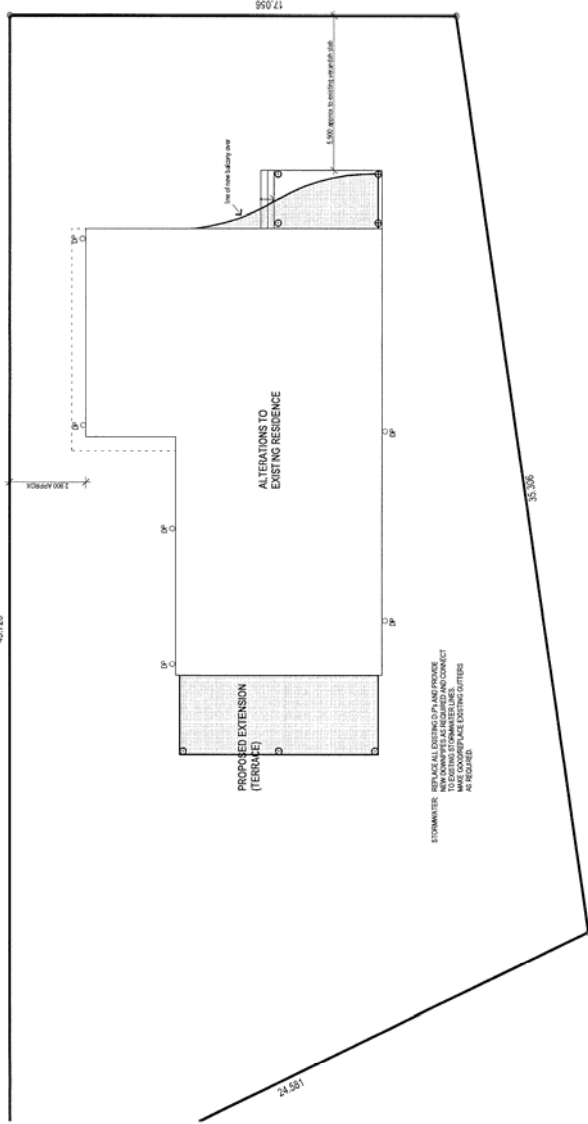 17.056
5,900 approx to existing verandah slab
line of new balcony over
DP
DP
DP
DP
DP
DP
2,900 APPROX
ALTERATIONS TO
EXISTING RESIDENCE
35.306
PROPOSED EXTENSION
(TERRACE)
STORMWATER: REPLACE ALL EXISTING D.P's AND PROVIDE
NEW DOWNPIPES AS REQUIRED AND CONNECT
TO EXISTING STORMWATER LINES.
MAKE GOOD/REPLACE EXISTING GUTTERS
AS REQUIRED.
24.581